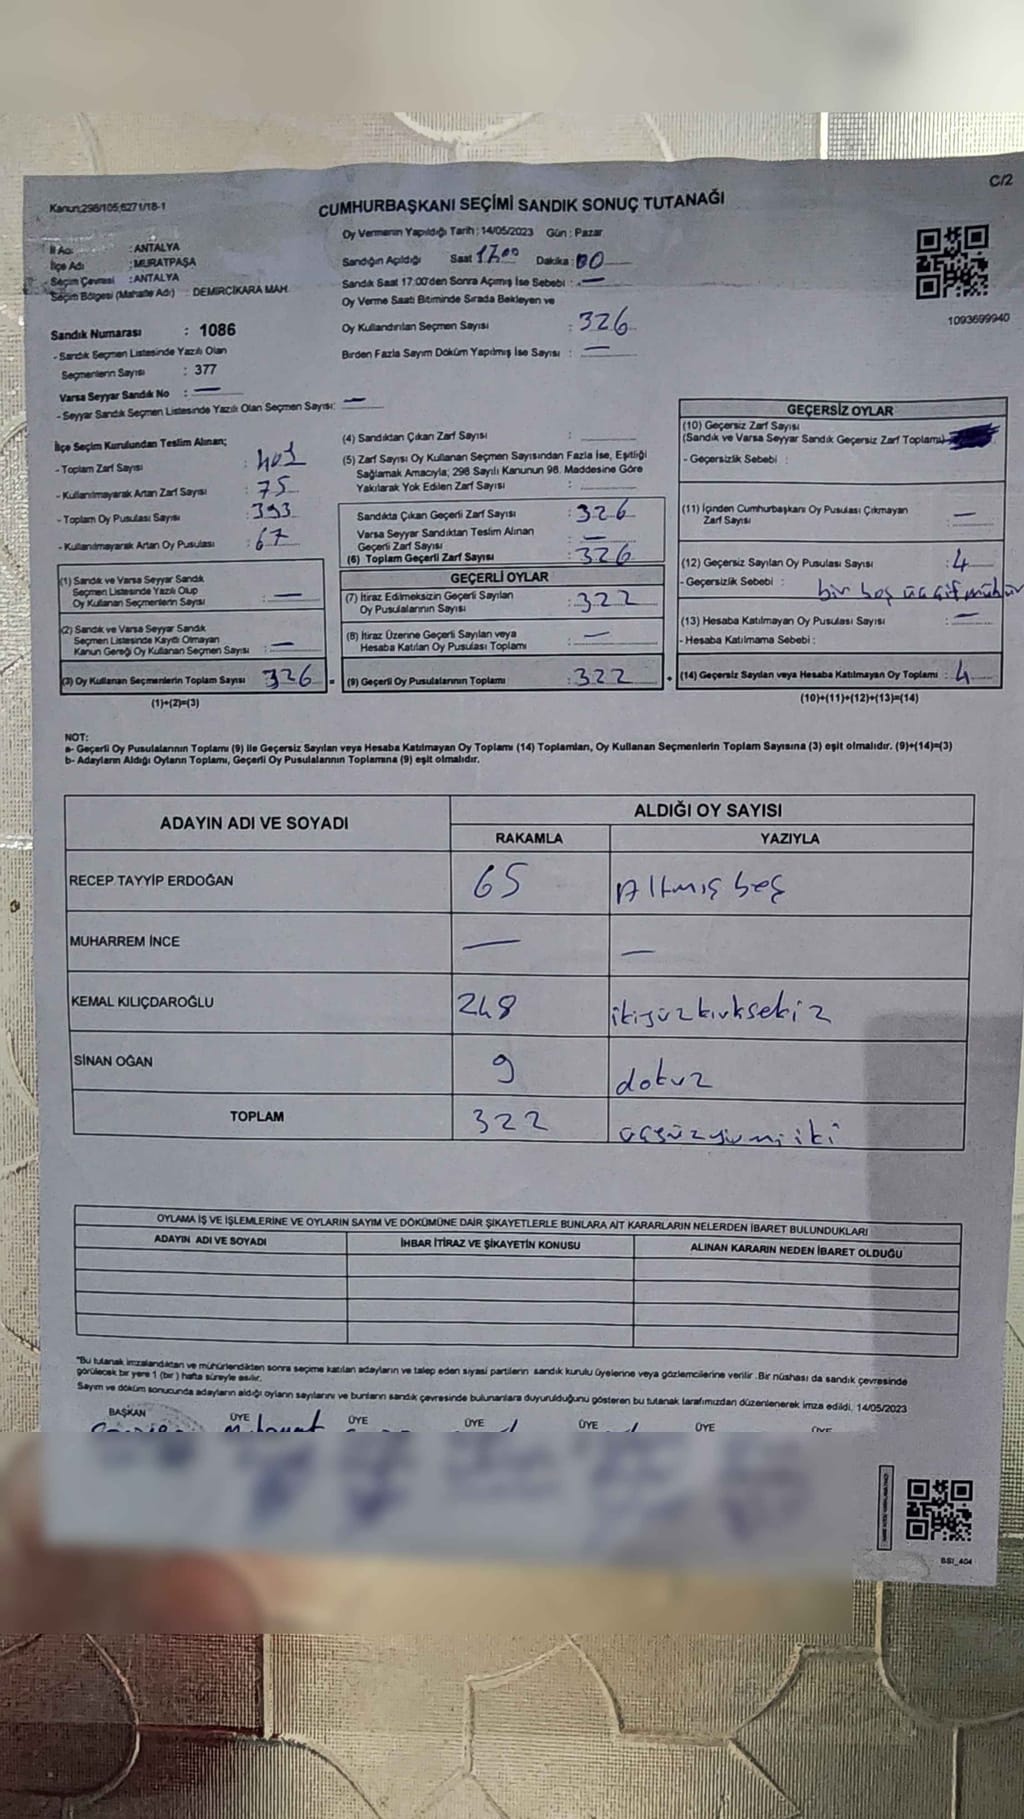 C/2
Kanun;298/105;6271/18-1
CUMHURBAŞKANI SEÇİMİ SANDIK SONUÇ TUTANAĞI
İl Adı : ANTALYA
İlçe Adı : MURATPAŞA
Seçim Çevresi : ANTALYA
Seçim Bölgesi (Mahalle Adı) : DEMİRCİKARA MAH.
Oy Vermenin Yapıldığı Tarih : 14/05/2023 Gün : Pazar
Sandığın Açıldığı Saat 17:00 Dakika : 00
Sandık Saat 17:00'den Sonra Açılmış İse Sebebi : —
Oy Verme Saati Bitiminde Sırada Bekleyen ve
Oy Kullandırılan Seçmen Sayısı : 326
Birden Fazla Sayım Döküm Yapılmış İse Sayısı : —
1093699940
Sandık Numarası : 1086
- Sandık Seçmen Listesinde Yazılı Olan
Seçmenlerin Sayısı : 377
Varsa Seyyar Sandık No : —
- Seyyar Sandık Seçmen Listesinde Yazılı Olan Seçmen Sayısı: —
İlçe Seçim Kurulundan Teslim Alınan;
- Toplam Zarf Sayısı : 401
- Kullanılmayarak Artan Zarf Sayısı : 75
- Toplam Oy Pusulası Sayısı : 393
- Kullanılmayarak Artan Oy Pusulası : 67
(1) Sandık ve Varsa Seyyar Sandık
Seçmen Listesinde Yazılı Olup
Oy Kullanan Seçmenlerin Sayısı : —
(2) Sandık ve Varsa Seyyar Sandık
Seçmen Listesinde Kayıtlı Olmayan
Kanun Gereği Oy Kullanan Seçmen Sayısı : —
(3) Oy Kullanan Seçmenlerin Toplam Sayısı 326
(1)+(2)=(3)
(4) Sandıktan Çıkan Zarf Sayısı :
(5) Zarf Sayısı Oy Kullanan Seçmen Sayısından Fazla İse, Eşitliği
Sağlamak Amacıyla; 298 Sayılı Kanunun 98. Maddesine Göre
Yakılarak Yok Edilen Zarf Sayısı :
Sandıkta Çıkan Geçerli Zarf Sayısı : 326
Varsa Seyyar Sandıktan Teslim Alınan
Geçerli Zarf Sayısı : —
(6) Toplam Geçerli Zarf Sayısı : 326
GEÇERLİ OYLAR
(7) İtiraz Edilmeksizin Geçerli Sayılan
Oy Pusulalarının Sayısı : 322
(8) İtiraz Üzerine Geçerli Sayılan veya
Hesaba Katılan Oy Pusulası Toplamı : —
(9) Geçerli Oy Pusulalarının Toplamı : 322
GEÇERSİZ OYLAR
(10) Geçersiz Zarf Sayısı
(Sandık ve Varsa Seyyar Sandık Geçersiz Zarf Toplamı)
- Geçersizlik Sebebi :
(11) İçinden Cumhurbaşkanı Oy Pusulası Çıkmayan
Zarf Sayısı : —
(12) Geçersiz Sayılan Oy Pusulası Sayısı : 4
- Geçersizlik Sebebi : bir boş üç çift mühür
(13) Hesaba Katılmayan Oy Pusulası Sayısı : —
- Hesaba Katılmama Sebebi :
(14) Geçersiz Sayılan veya Hesaba Katılmayan Oy Toplamı : 4
(10)+(11)+(12)+(13)=(14)
NOT:
a- Geçerli Oy Pusulalarının Toplamı (9) ile Geçersiz Sayılan veya Hesaba Katılmayan Oy Toplamı (14) Toplamları, Oy Kullanan Seçmenlerin Toplam Sayısına (3) eşit olmalıdır. (9)+(14)=(3)
b- Adayların Aldığı Oyların Toplamı, Geçerli Oy Pusulalarının Toplamına (9) eşit olmalıdır.
ADAYIN ADI VE SOYADI
ALDIĞI OY SAYISI
RAKAMLA YAZIYLA
RECEP TAYYİP ERDOĞAN 65 Altmış beş
MUHARREM İNCE — —
KEMAL KILIÇDAROĞLU 248 ikiyüzkırksekiz
SİNAN OĞAN 9 dokuz
TOPLAM 322 üçyüzyirmiiki
OYLAMA İŞ VE İŞLEMLERİNE VE OYLARIN SAYIM VE DÖKÜMÜNE DAİR ŞİKAYETLERLE BUNLARA AİT KARARLARIN NELERDEN İBARET BULUNDUKLARI
ADAYIN ADI VE SOYADI İHBAR İTİRAZ VE ŞİKAYETİN KONUSU ALINAN KARARIN NEDEN İBARET OLDUĞU
"Bu tutanak imzalandıktan ve mühürlendikten sonra seçime katılan adayların ve talep eden siyasi partilerin sandık kurulu üyelerine veya gözlemcilerine verilir. Bir nüshası da sandık çevresinde
görülecek bir yere 1 (bir) hafta süreyle asılır.
Sayım ve döküm sonucunda adayların aldığı oyların sayılarını ve bunların sandık çevresinde bulunanlara duyurulduğunu gösteren bu tutanak tarafımızdan düzenlenerek imza edildi. 14/05/2023
BAŞKAN ÜYE ÜYE ÜYE ÜYE ÜYE ÜYE
BSI_404